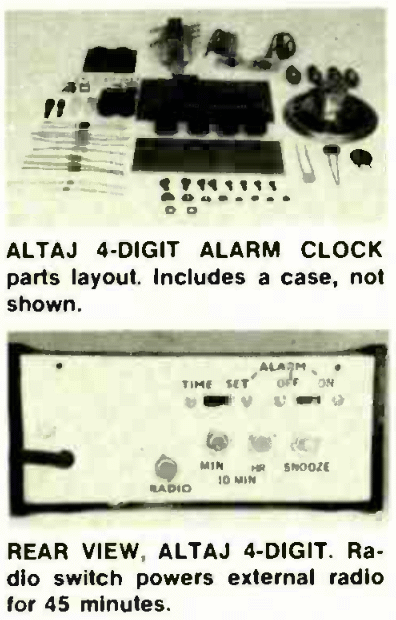 ALTAJ 4-DIGIT ALARM CLOCK
parts layout. Includes a case, not
shown.
ALARM
TIME SET OFF ON
MIN HR SNOOZE
10 MIN
RADIO
REAR VIEW, ALTAJ 4-DIGIT. Ra-
dio switch powers external radio
for 45 minutes.